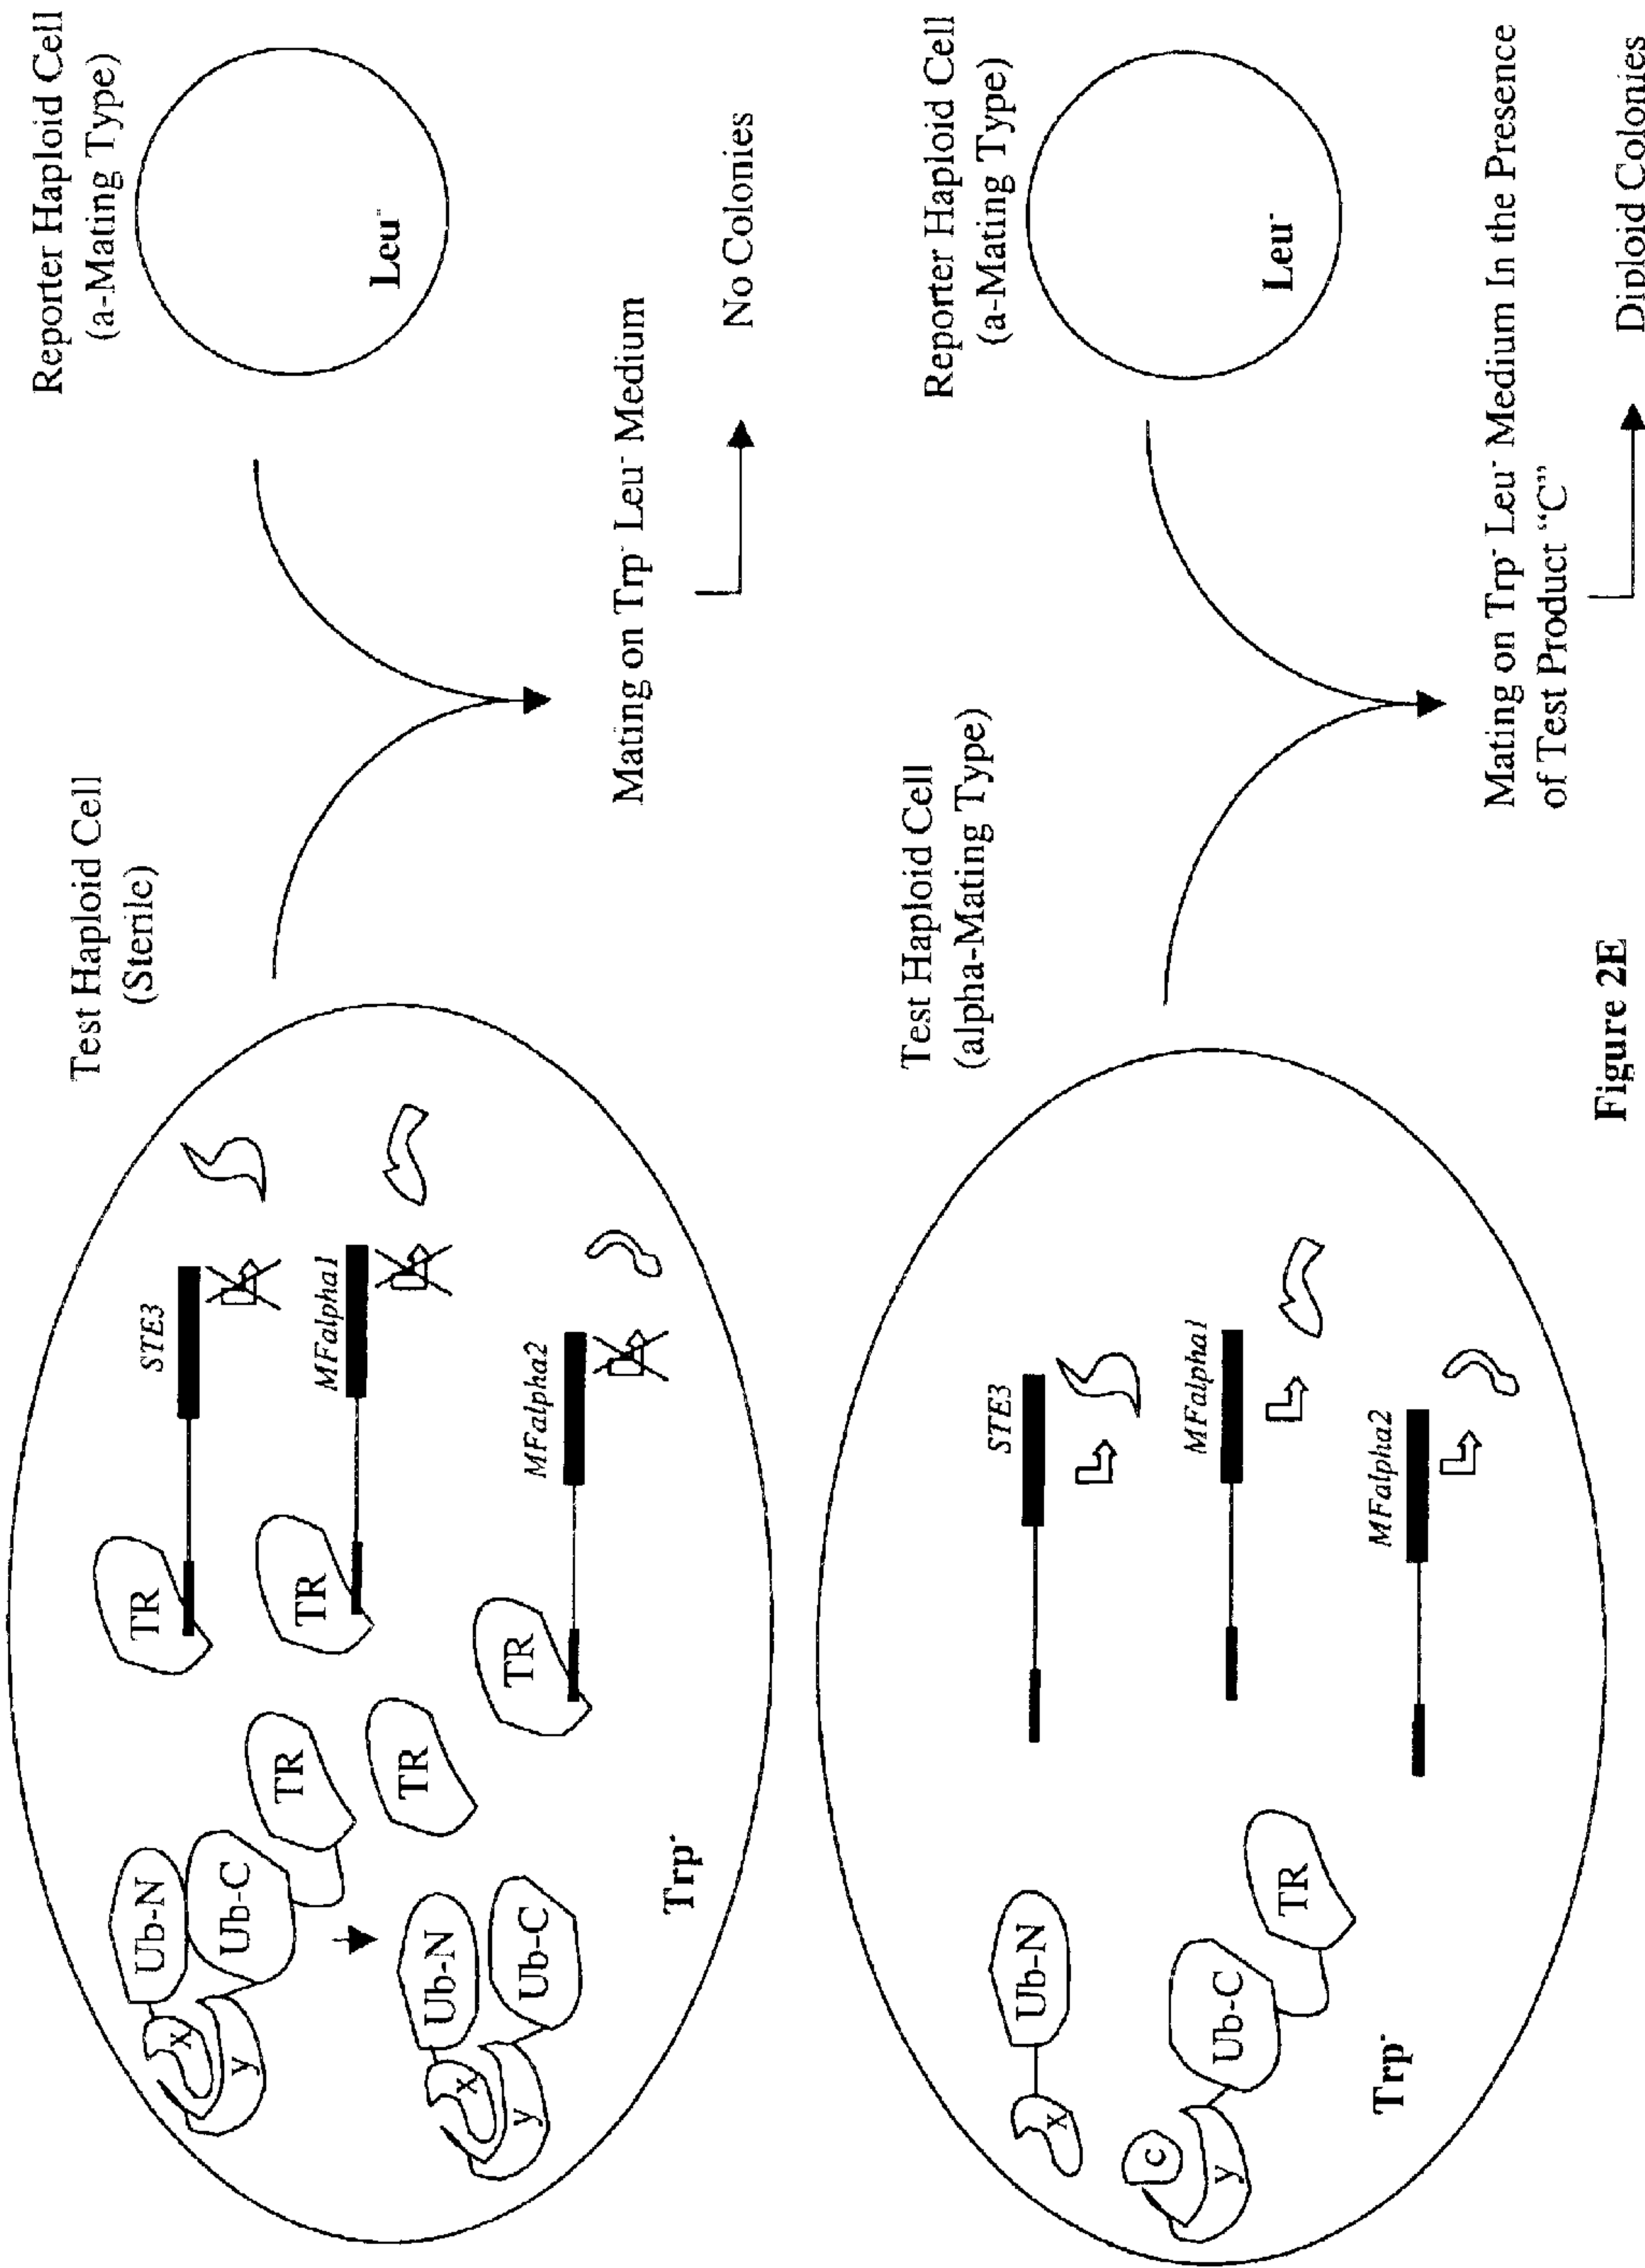 Test Haploid Cell
(Sterile)
Reporter Haploid Cell
(a-Mating Type)
Ub-N
Ub-C
x
y
TR
TR
TR
TR
TR
STE3
MFalpha1
MFalpha2
Ub-N
Ub-C
x
y
Trp⁻
Leu⁻
Mating on Trp⁻ Leu⁻ Medium
No Colonies
Test Haploid Cell
(alpha-Mating Type)
Reporter Haploid Cell
(a-Mating Type)
x
Ub-N
c
y
Ub-C
TR
STE3
MFalpha1
MFalpha2
Trp⁻
Leu⁻
Mating on Trp⁻ Leu⁻ Medium In the Presence
of Test Product “C”
Diploid Colonies
Figure 2E